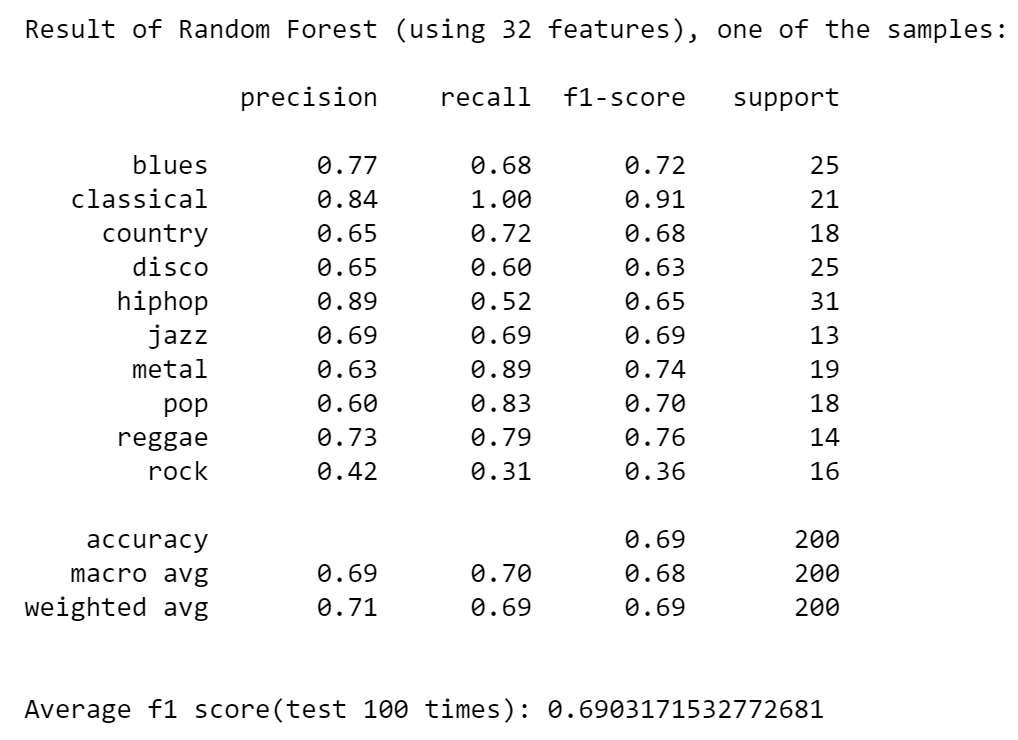 Result of Random Forest (using 32 features), one of the samples:
precision recall f1-score support
blues 0.77 0.68 0.72 25
classical 0.84 1.00 0.91 21
country 0.65 0.72 0.68 18
disco 0.65 0.60 0.63 25
hiphop 0.89 0.52 0.65 31
jazz 0.69 0.69 0.69 13
metal 0.63 0.89 0.74 19
pop 0.60 0.83 0.70 18
reggae 0.73 0.79 0.76 14
rock 0.42 0.31 0.36 16
accuracy 0.69 200
macro avg 0.69 0.70 0.68 200
weighted avg 0.71 0.69 0.69 200
Average f1 score(test 100 times): 0.6903171532772681